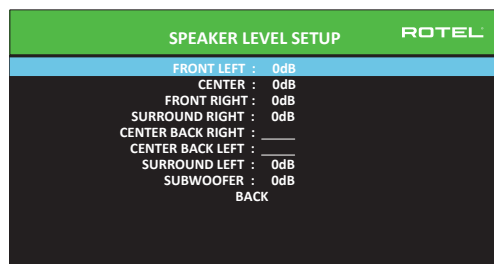 SPEAKER LEVEL SETUP
ROTEL
FRONT LEFT : 0dB
CENTER : 0dB
FRONT RIGHT : 0dB
SURROUND RIGHT : 0dB
CENTER BACK RIGHT : _____
CENTER BACK LEFT : _____
SURROUND LEFT : 0dB
SUBWOOFER : 0dB
BACK